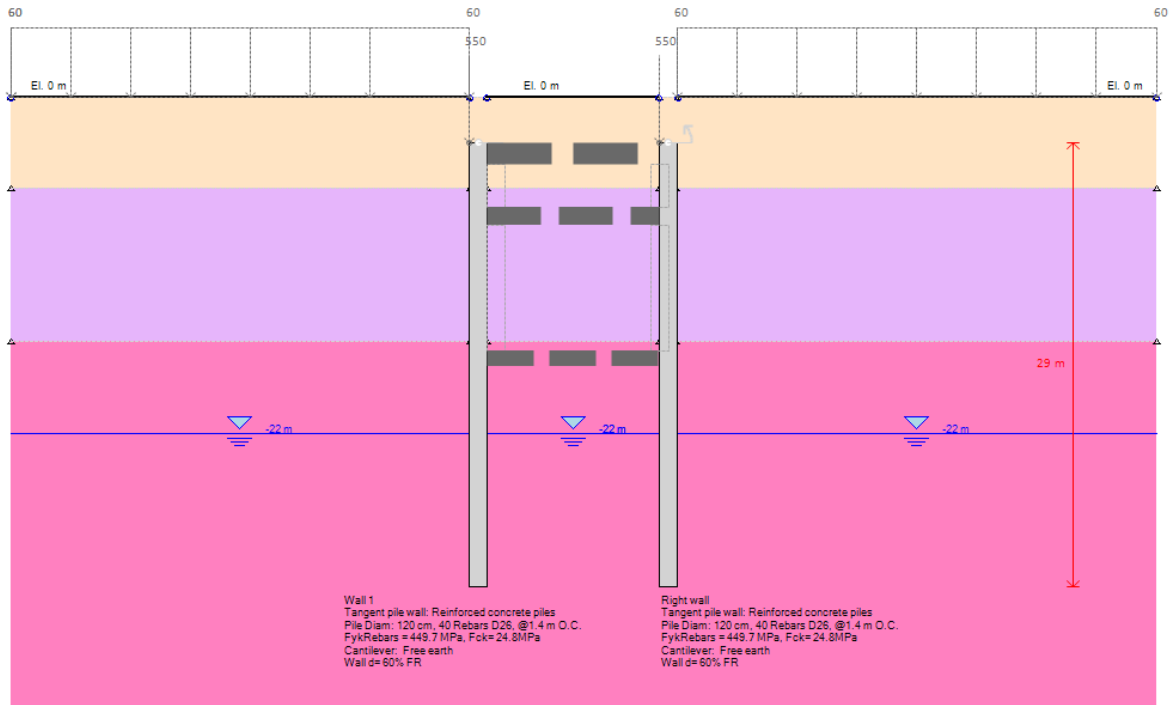 60
60
60
60
550
550
El. 0 m
El. 0 m
El. 0 m
29 m
-22 m
-22 m
-22 m
Wall 1
Tangent pile wall: Reinforced concrete piles
Pile Diam: 120 cm, 40 Rebars D26, @1.4 m O.C.
FykRebars = 449.7 MPa, Fck= 24.8MPa
Cantilever: Free earth
Wall d= 60% FR
Right wall
Tangent pile wall: Reinforced concrete piles
Pile Diam: 120 cm, 40 Rebars D26, @1.4 m O.C.
FykRebars = 449.7 MPa, Fck= 24.8MPa
Cantilever: Free earth
Wall d= 60% FR